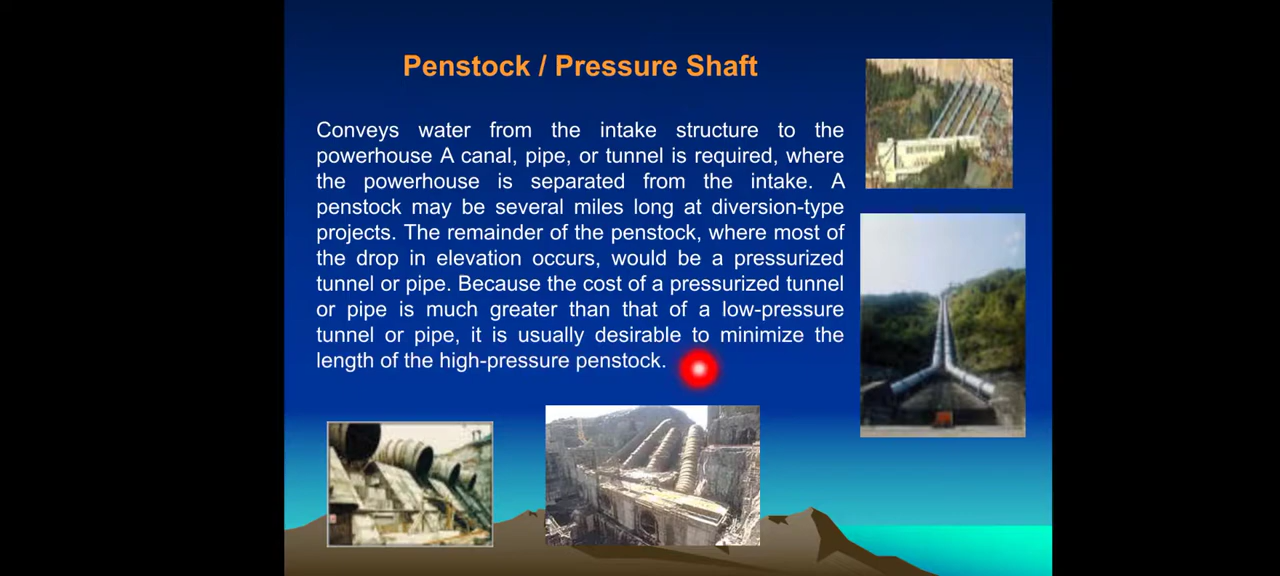 Penstock / Pressure Shaft
Conveys water from the intake structure to the
powerhouse A canal, pipe, or tunnel is required, where
the powerhouse is separated from the intake. A
penstock may be several miles long at diversion-type
projects. The remainder of the penstock, where most of
the drop in elevation occurs, would be a pressurized
tunnel or pipe. Because the cost of a pressurized tunnel
or pipe is much greater than that of a low-pressure
tunnel or pipe, it is usually desirable to minimize the
length of the high-pressure penstock.